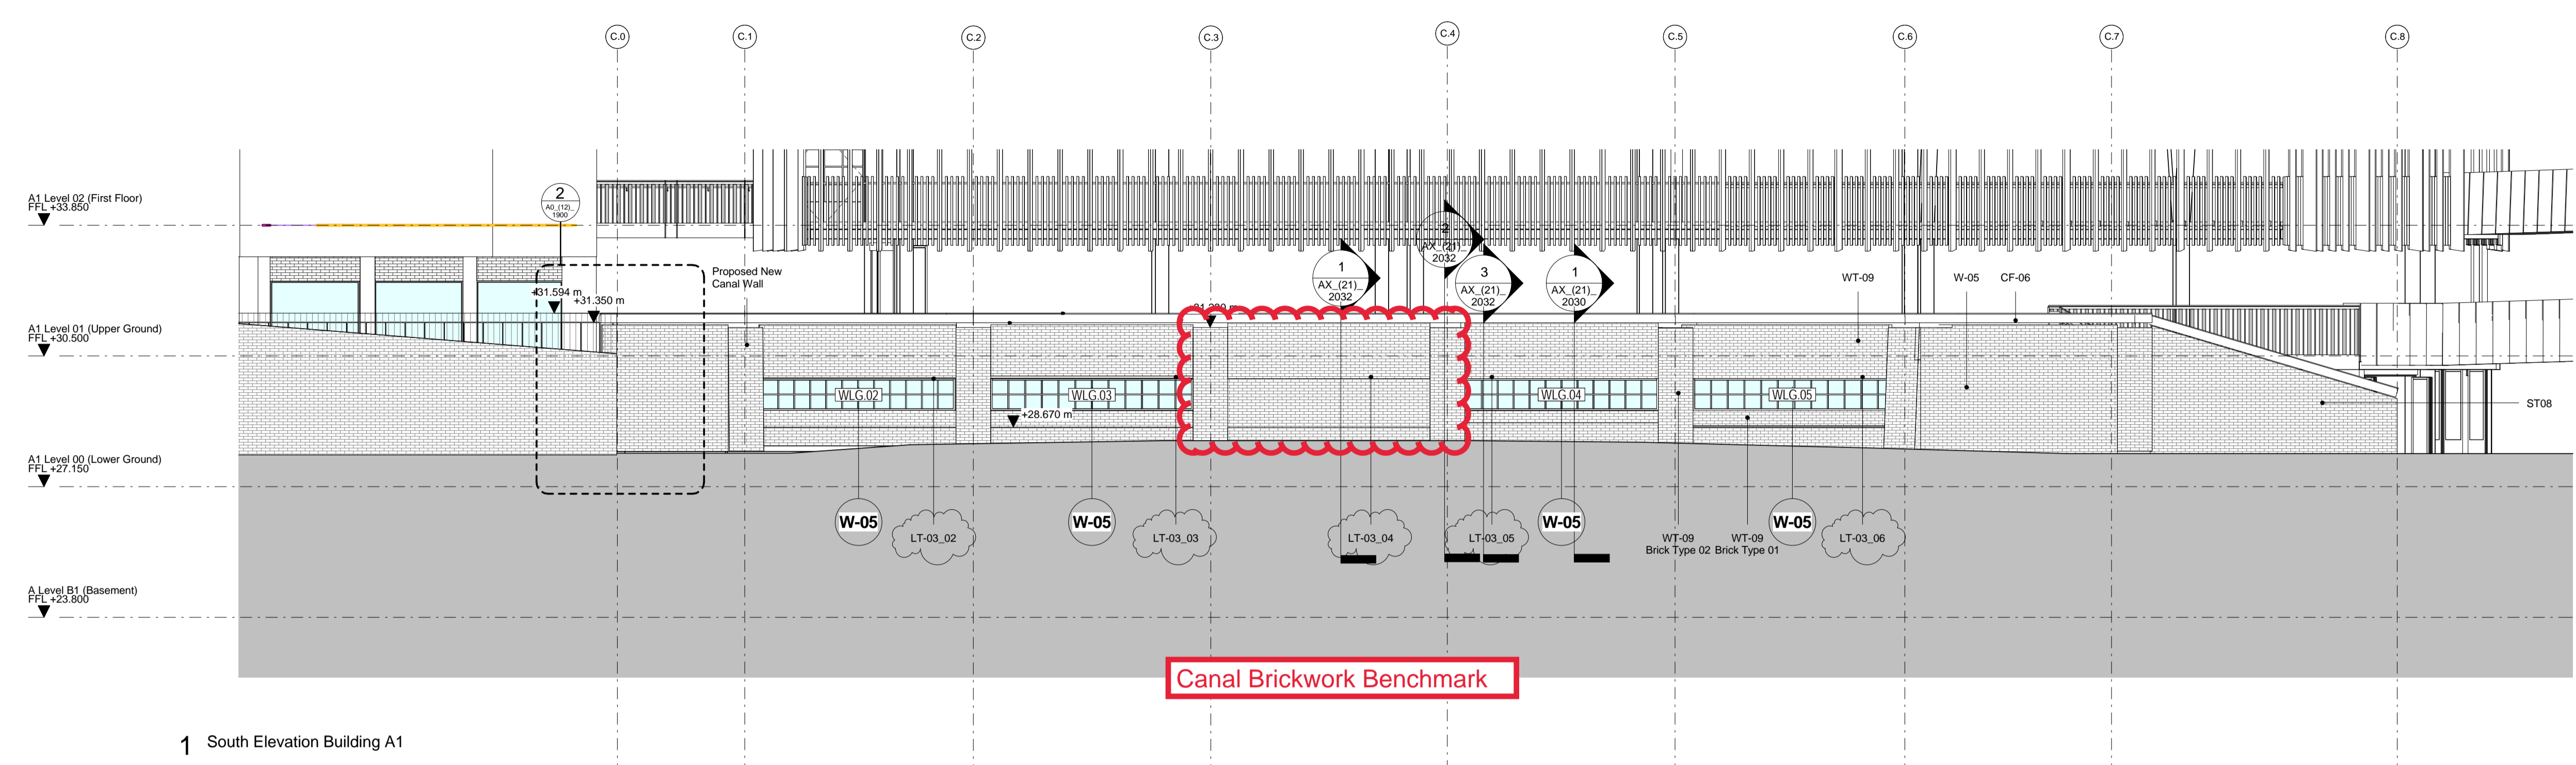 C.0
C.1
C.2
C.3
C.4
C.5
C.6
C.7
C.8
A1 Level 02 (First Floor)
FFL +33.850
2
A0_(12)_
1900
Proposed New
Canal Wall
+31.594 m
+31.350 m
1
AX_(21)_
2032
2
AX_(21)_
2032
3
AX_(21)_
2032
1
AX_(21)_
2030
WT-09
W-05
CF-06
A1 Level 01 (Upper Ground)
FFL +30.500
WLG.02
WLG.03
WLG.04
WLG.05
+28.670 m
ST08
A1 Level 00 (Lower Ground)
FFL +27.150
W-05
LT-03_02
W-05
LT-03_03
LT-03_04
LT-03_05
W-05
WT-09
Brick Type 02
WT-09
Brick Type 01
W-05
LT-03_06
A Level B1 (Basement)
FFL +23.800
Canal Brickwork Benchmark
1 South Elevation Building A1